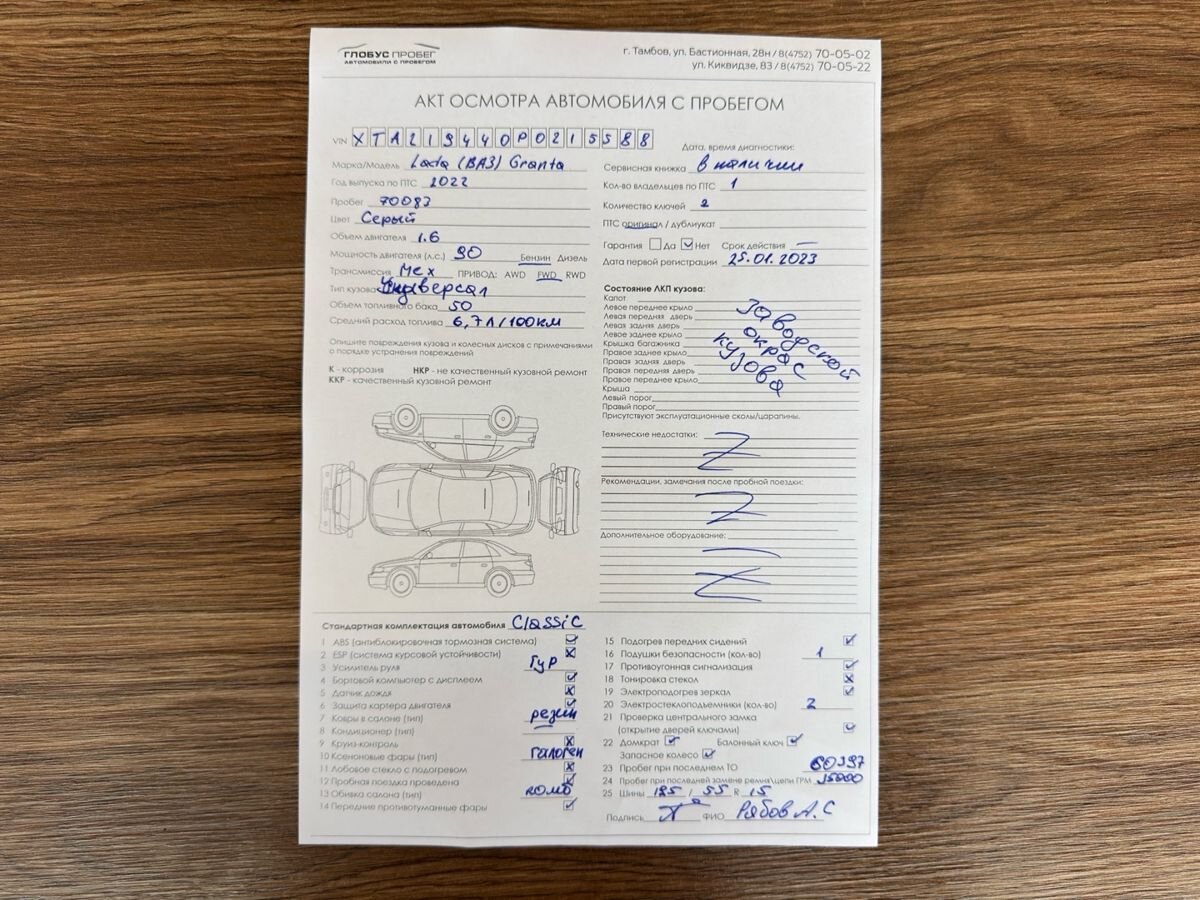 ГЛОБУС ПРОБЕГ
АВТОМОБИЛИ С ПРОБЕГОМ
г. Тамбов, ул. Бастионная, 28н / 8(4752) 70-05-02
ул. Киквидзе, 83 / 8(4752) 70-05-22
АКТ ОСМОТРА АВТОМОБИЛЯ С ПРОБЕГОМ
VIN XTA219440P0215588
Марка/Модель Lada (ВАЗ) Granta
Год выпуска по ПТС 2022
Пробег 70083
Цвет Серый
Объем двигателя 1.6
Мощность двигателя (л.с.) 90 Бензин Дизель
Трансмиссия Мех ПРИВОД: AWD FWD RWD
Тип кузова Универсал
Объем топливного бака 50
Средний расход топлива 6,7л/100км
Опишите повреждения кузова и колесных дисков с примечаниями
о порядке устранения повреждений
К - коррозия НКР - не качественный кузовной ремонт
ККР - качественный кузовной ремонт
Дата, время диагностики:
Сервисная книжка в наличии
Кол-во владельцев по ПТС 1
Количество ключей 2
ПТС оригинал / дубликат
Гарантия Да Нет Срок действия —
Дата первой регистрации 25.01.2023
Состояние ЛКП кузова:
Капот
Левое переднее крыло
Левая передняя дверь
Левая задняя дверь
Левое заднее крыло
Крышка багажника
Правое заднее крыло
Правая задняя дверь
Правая передняя дверь
Правое переднее крыло
Крыша
Левый порог
Правый порог
заводской
окрас
кузова
Присутствуют эксплуатационные сколы/царапины.
Технические недостатки:
Рекомендации, замечания после пробной поездки:
Дополнительное оборудование:
Стандартная комплектация автомобиля Classic
1 ABS (антиблокировочная тормозная система)
2 ESP (система курсовой устойчивости)
3 Усилитель руля Гур
4 Бортовой компьютер с дисплеем
5 Датчик дождя
6 Защита картера двигателя
7 Ковры в салоне (тип) резин
8 Кондиционер (тип)
9 Круиз-контроль
10 Ксеноновые фары (тип) галоген
11 Лобовое стекло с подогревом
12 Пробная поездка проведена
13 Обивка салона (тип) комб
14 Передние противотуманные фары
15 Подогрев передних сидений
16 Подушки безопасности (кол-во) 1
17 Противоугонная сигнализация
18 Тонировка стекол
19 Электроподогрев зеркал
20 Электростеклоподъемники (кол-во) 2
21 Проверка центрального замка
(открытие дверей ключами)
22 Домкрат Балонный ключ
Запасное колесо
23 Пробег при последнем ТО 60397
24 Пробег при последней замене ремня/цепи ГРМ
25 Шины 195 / 55 R 15
Подпись ФИО Рябов А.С